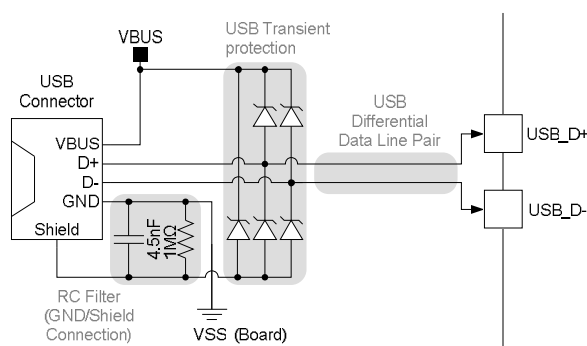 VBUS
USB Transient
protection
USB
Connector
VBUS
D+
D-
GND
Shield
4.5nF
1MΩ
USB
Differential
Data Line Pair
USB_D+
USB_D-
RC Filter
(GND/Shield
Connection)
VSS (Board)